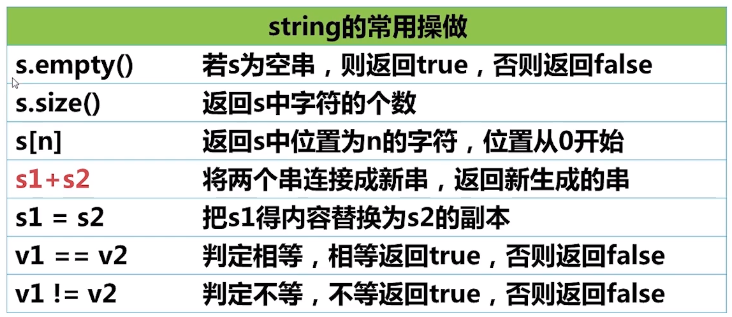 string的常用操做
s.empty() 若s为空串，则返回true，否则返回false
s.size() 返回s中字符的个数
s[n] 返回s中位置为n的字符，位置从0开始
s1+s2 将两个串连接成新串，返回新生成的串
s1 = s2 把s1得内容替换为s2的副本
v1 == v2 判定相等，相等返回true，否则返回false
v1 != v2 判定不等，不等返回true，否则返回false